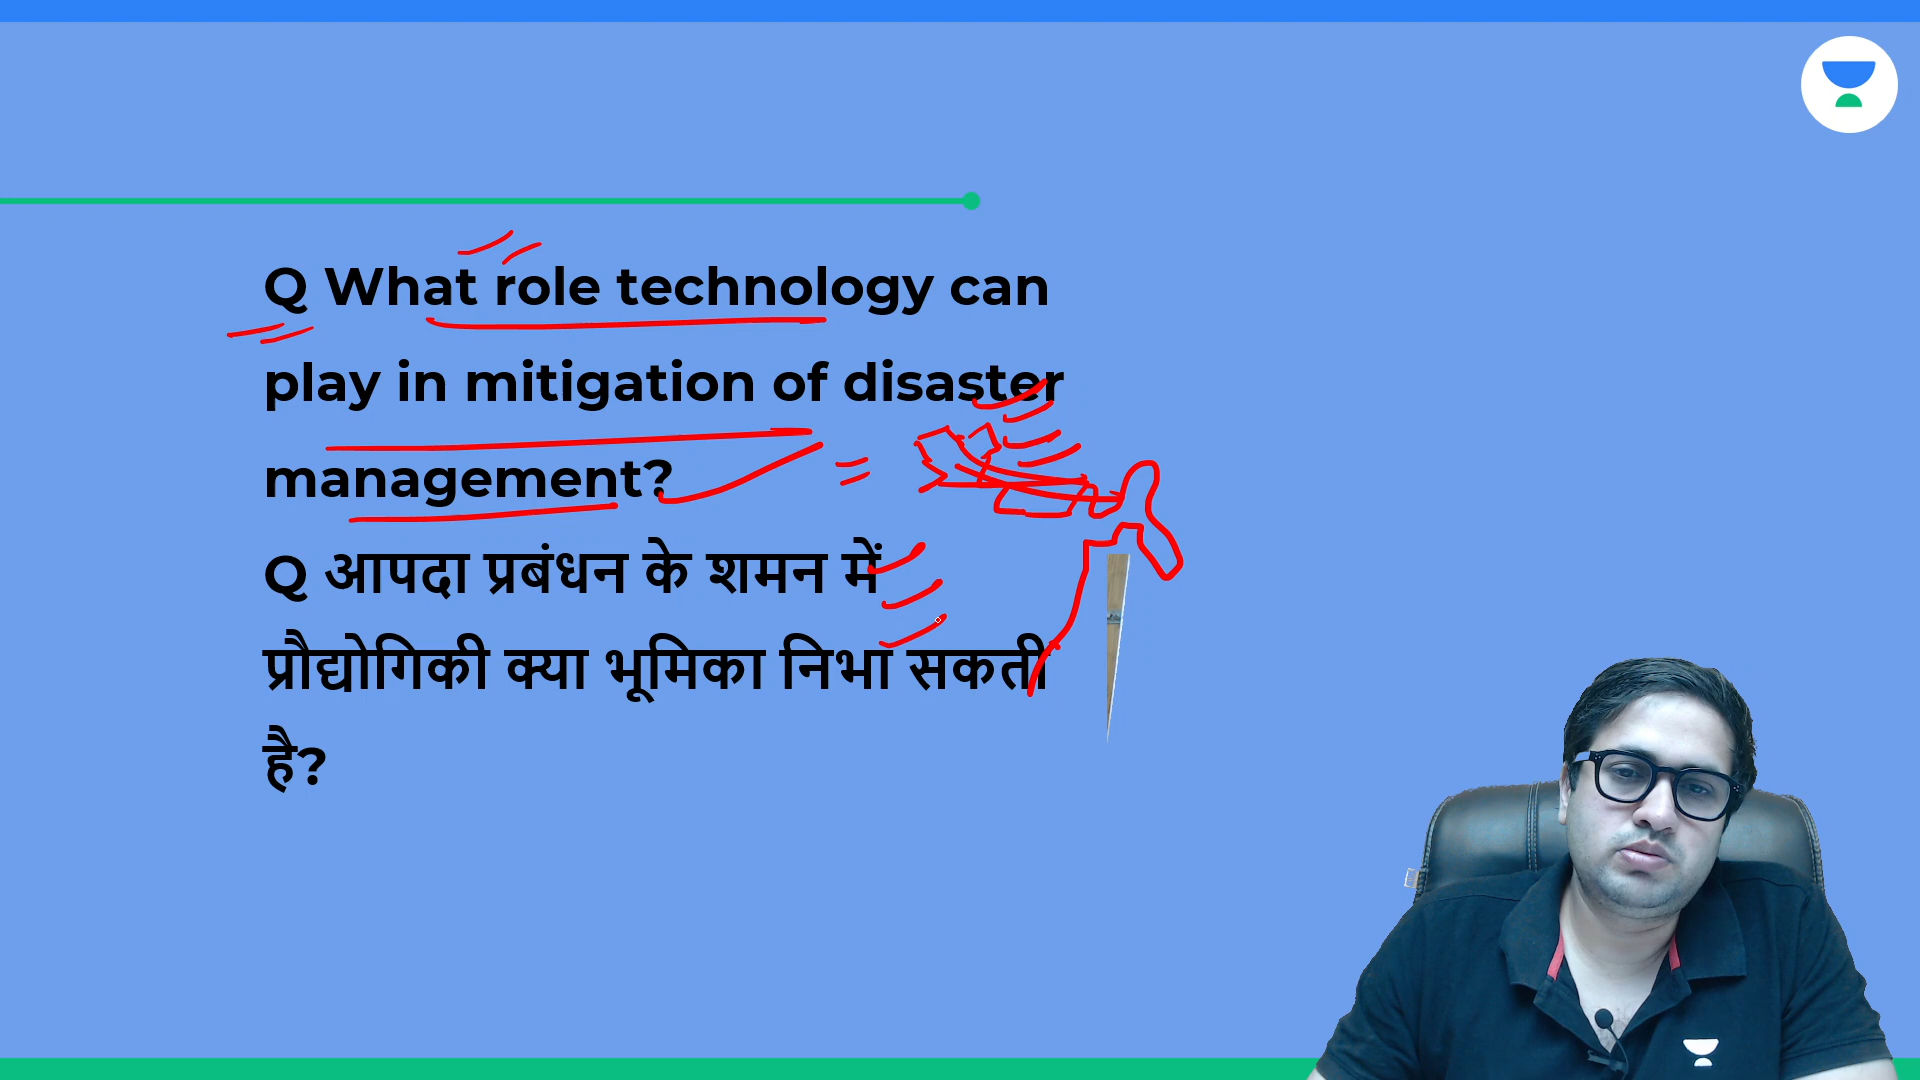 Q What role technology can
play in mitigation of disaster
management?
Q आपदा प्रबंधन के शमन में
प्रौद्योगिकी क्या भूमिका निभा सकती
है?